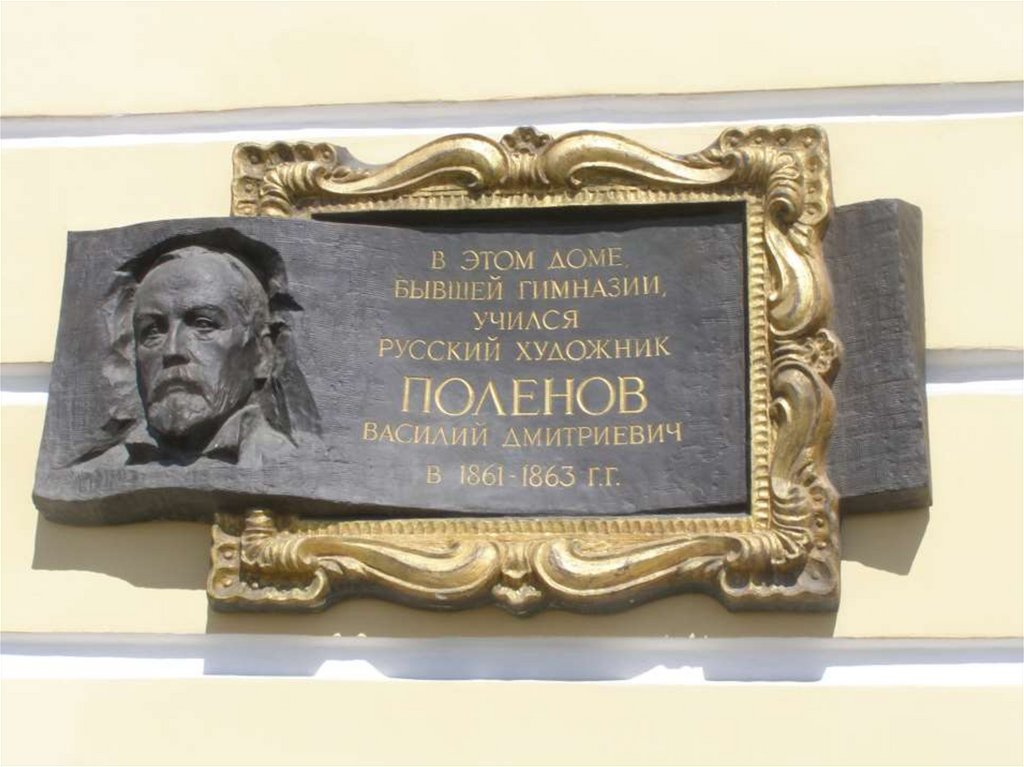 В ЭТОМ ДОМЕ,
БЫВШЕЙ ГИМНАЗИИ,
УЧИЛСЯ
РУССКИЙ ХУДОЖНИК
ПОЛЕНОВ
ВАСИЛИЙ ДМИТРИЕВИЧ
В 1861-1863 Г.Г.